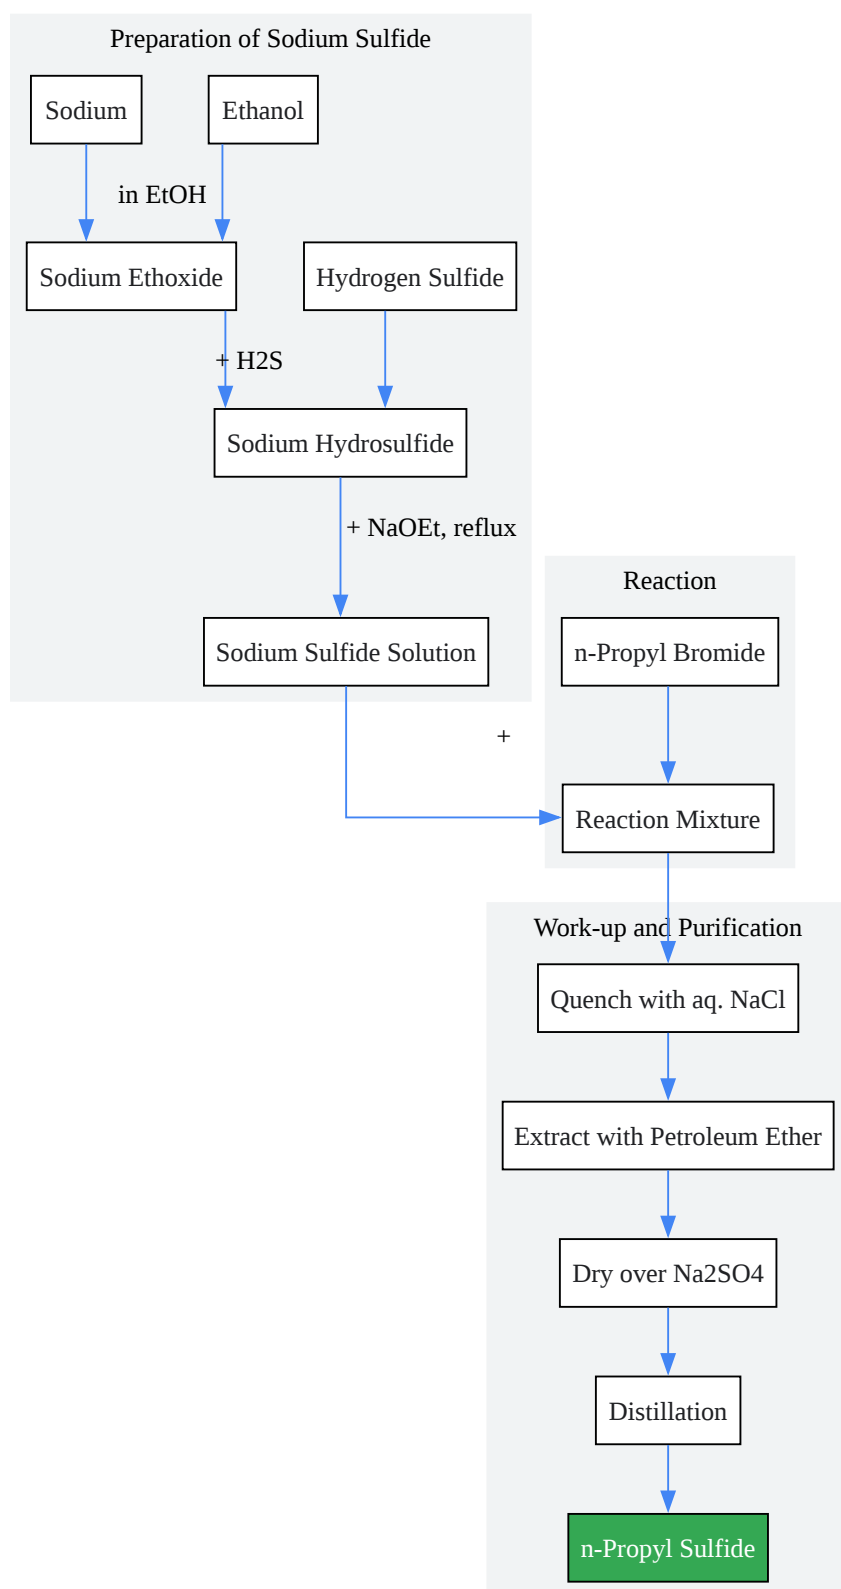 Preparation of Sodium Sulfide
Sodium
Ethanol
in EtOH
Sodium Ethoxide
Hydrogen Sulfide
+ H2S
Sodium Hydrosulfide
+ NaOEt, reflux
Reaction
Sodium Sulfide Solution
n-Propyl Bromide
+
Reaction Mixture
Work-up and Purification
Quench with aq. NaCl
Extract with Petroleum Ether
Dry over Na2SO4
Distillation
n-Propyl Sulfide